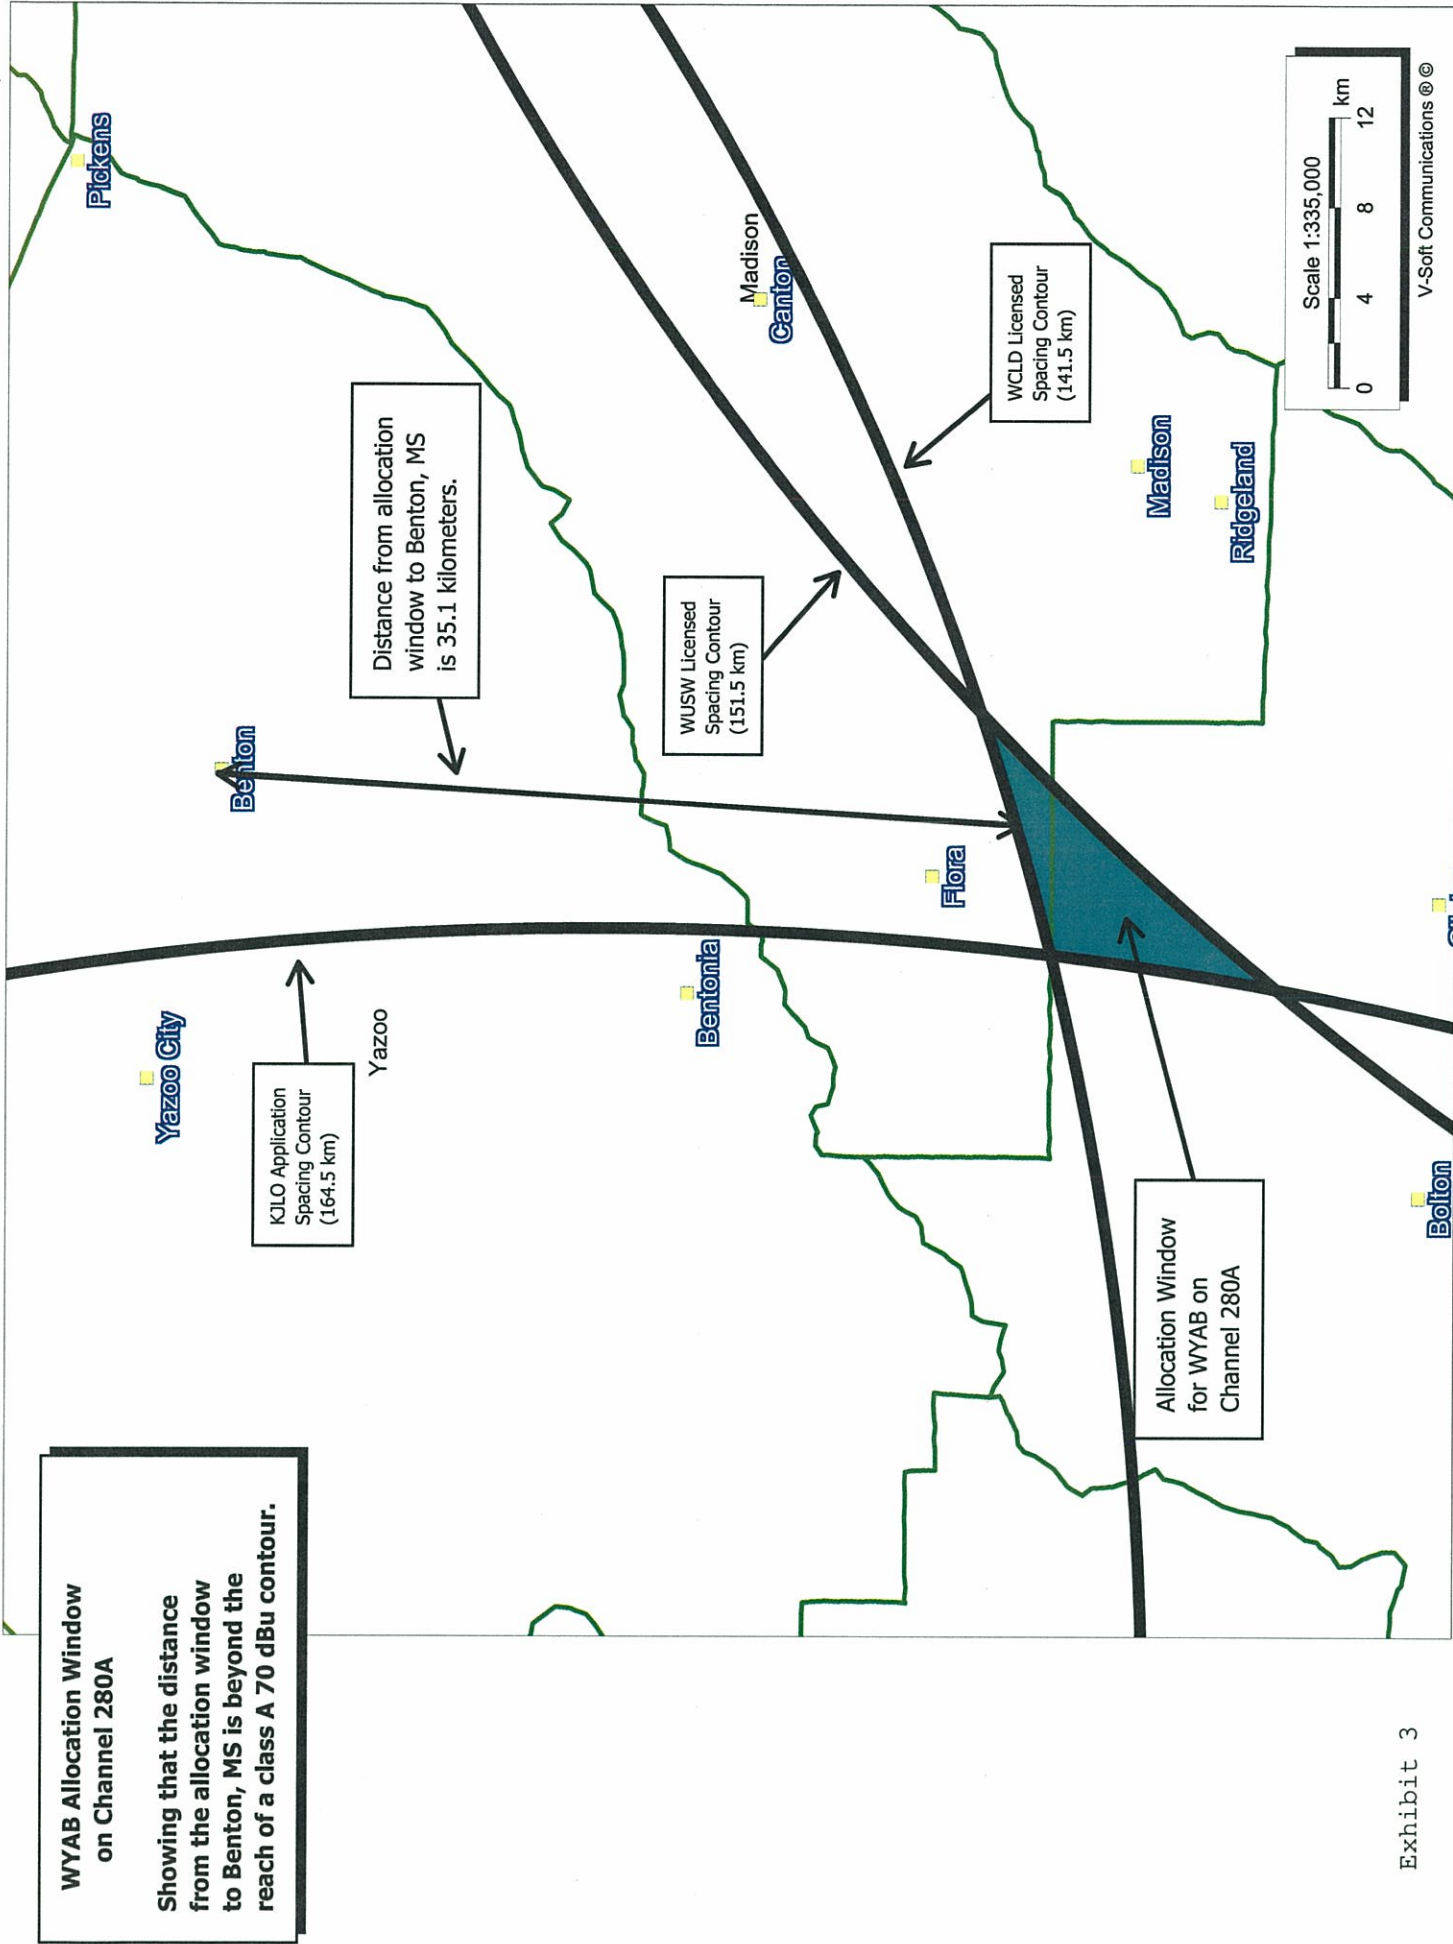 WYAB Allocation Window
on Channel 280A
Showing that the distance
from the allocation window
to Benton, MS is beyond the
reach of a class A 70 dBu contour.
Pickens
Yazoo City
Benton
KJLO Application
Spacing Contour
(164.5 km)
Yazoo
Distance from allocation
window to Benton, MS
is 35.1 kilometers.
Bentonia
WUSW Licensed
Spacing Contour
(151.5 km)
Madison
Canton
Flora
WCLD Licensed
Spacing Contour
(141.5 km)
Madison
Ridgeland
Allocation Window
for WYAB on
Channel 280A
Bolton
Scale 1:335,000
0 4 8 12 km
V-Soft Communications ® ©
Exhibit 3